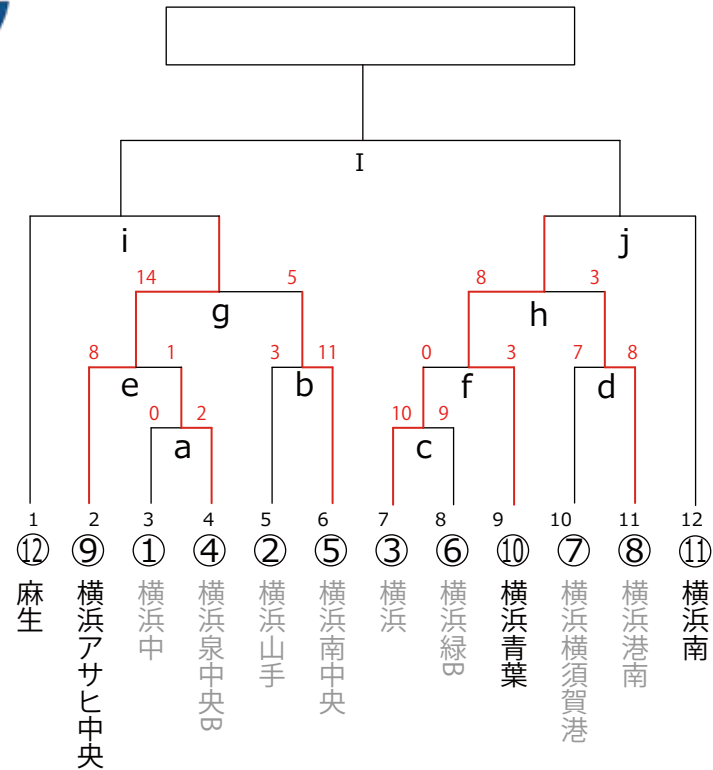 I
i j
14 5 8 3
g h
8 1 3 11 0 3 7 8
e b f d
0 2 10 9
a c
1 2 3 4 5 6 7 8 9 10 11 12
⑫ ⑨ ① ④ ② ⑤ ③ ⑥ ⑩ ⑦ ⑧ ⑪
麻生
横浜アサヒ中央
横浜中
横浜泉中央B
横浜山手
横浜南中央
横浜
横浜緑B
横浜青葉
横浜横須賀港
横浜港南
横浜南